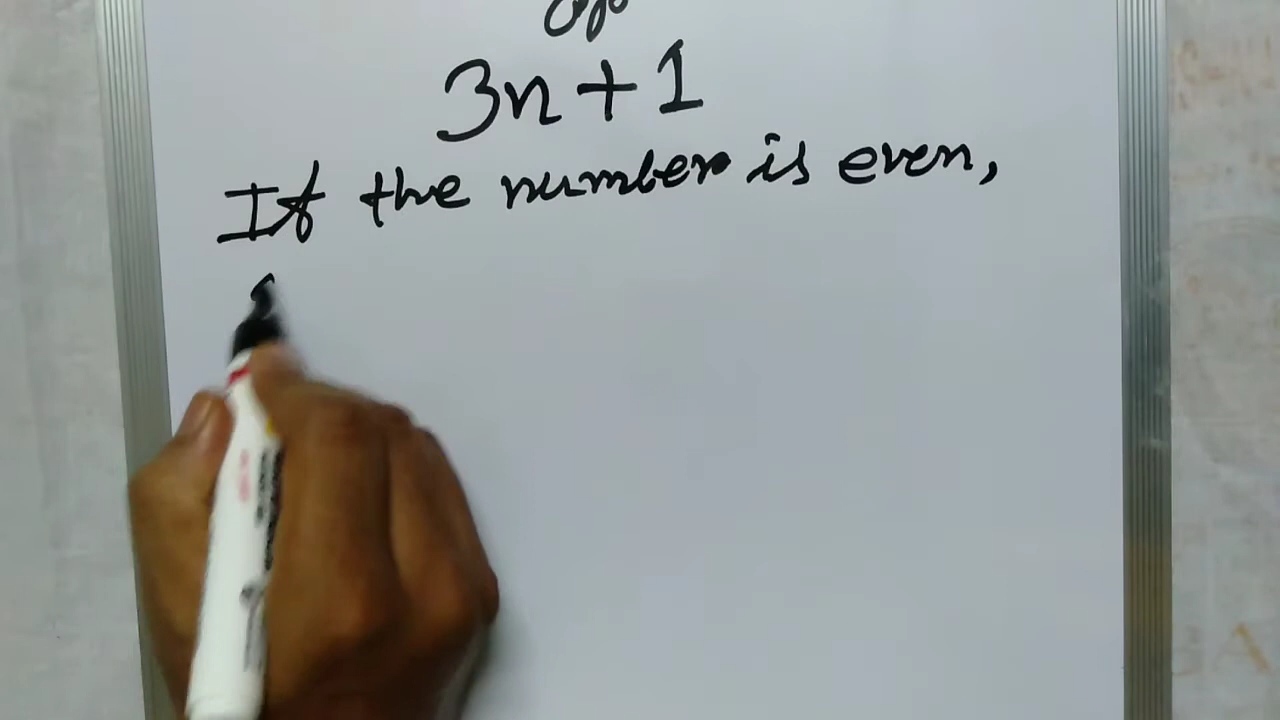 3n + 1
If the number is even,